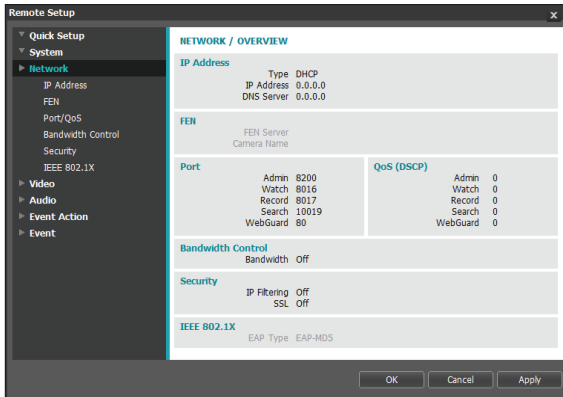 Remote Setup
x
Quick Setup
System
Network
IP Address
FEN
Port/QoS
Bandwidth Control
Security
IEEE 802.1X
Video
Audio
Event Action
Event
NETWORK / OVERVIEW
IP Address
Type DHCP
IP Address 0.0.0.0
DNS Server 0.0.0.0
FEN
FEN Server
Camera Name
Port
Admin 8200
Watch 8016
Record 8017
Search 10019
WebGuard 80
QoS (DSCP)
Admin 0
Watch 0
Record 0
Search 0
WebGuard 0
Bandwidth Control
Bandwidth Off
Security
IP Filtering Off
SSL Off
IEEE 802.1X
EAP Type EAP-MD5
OK Cancel Apply